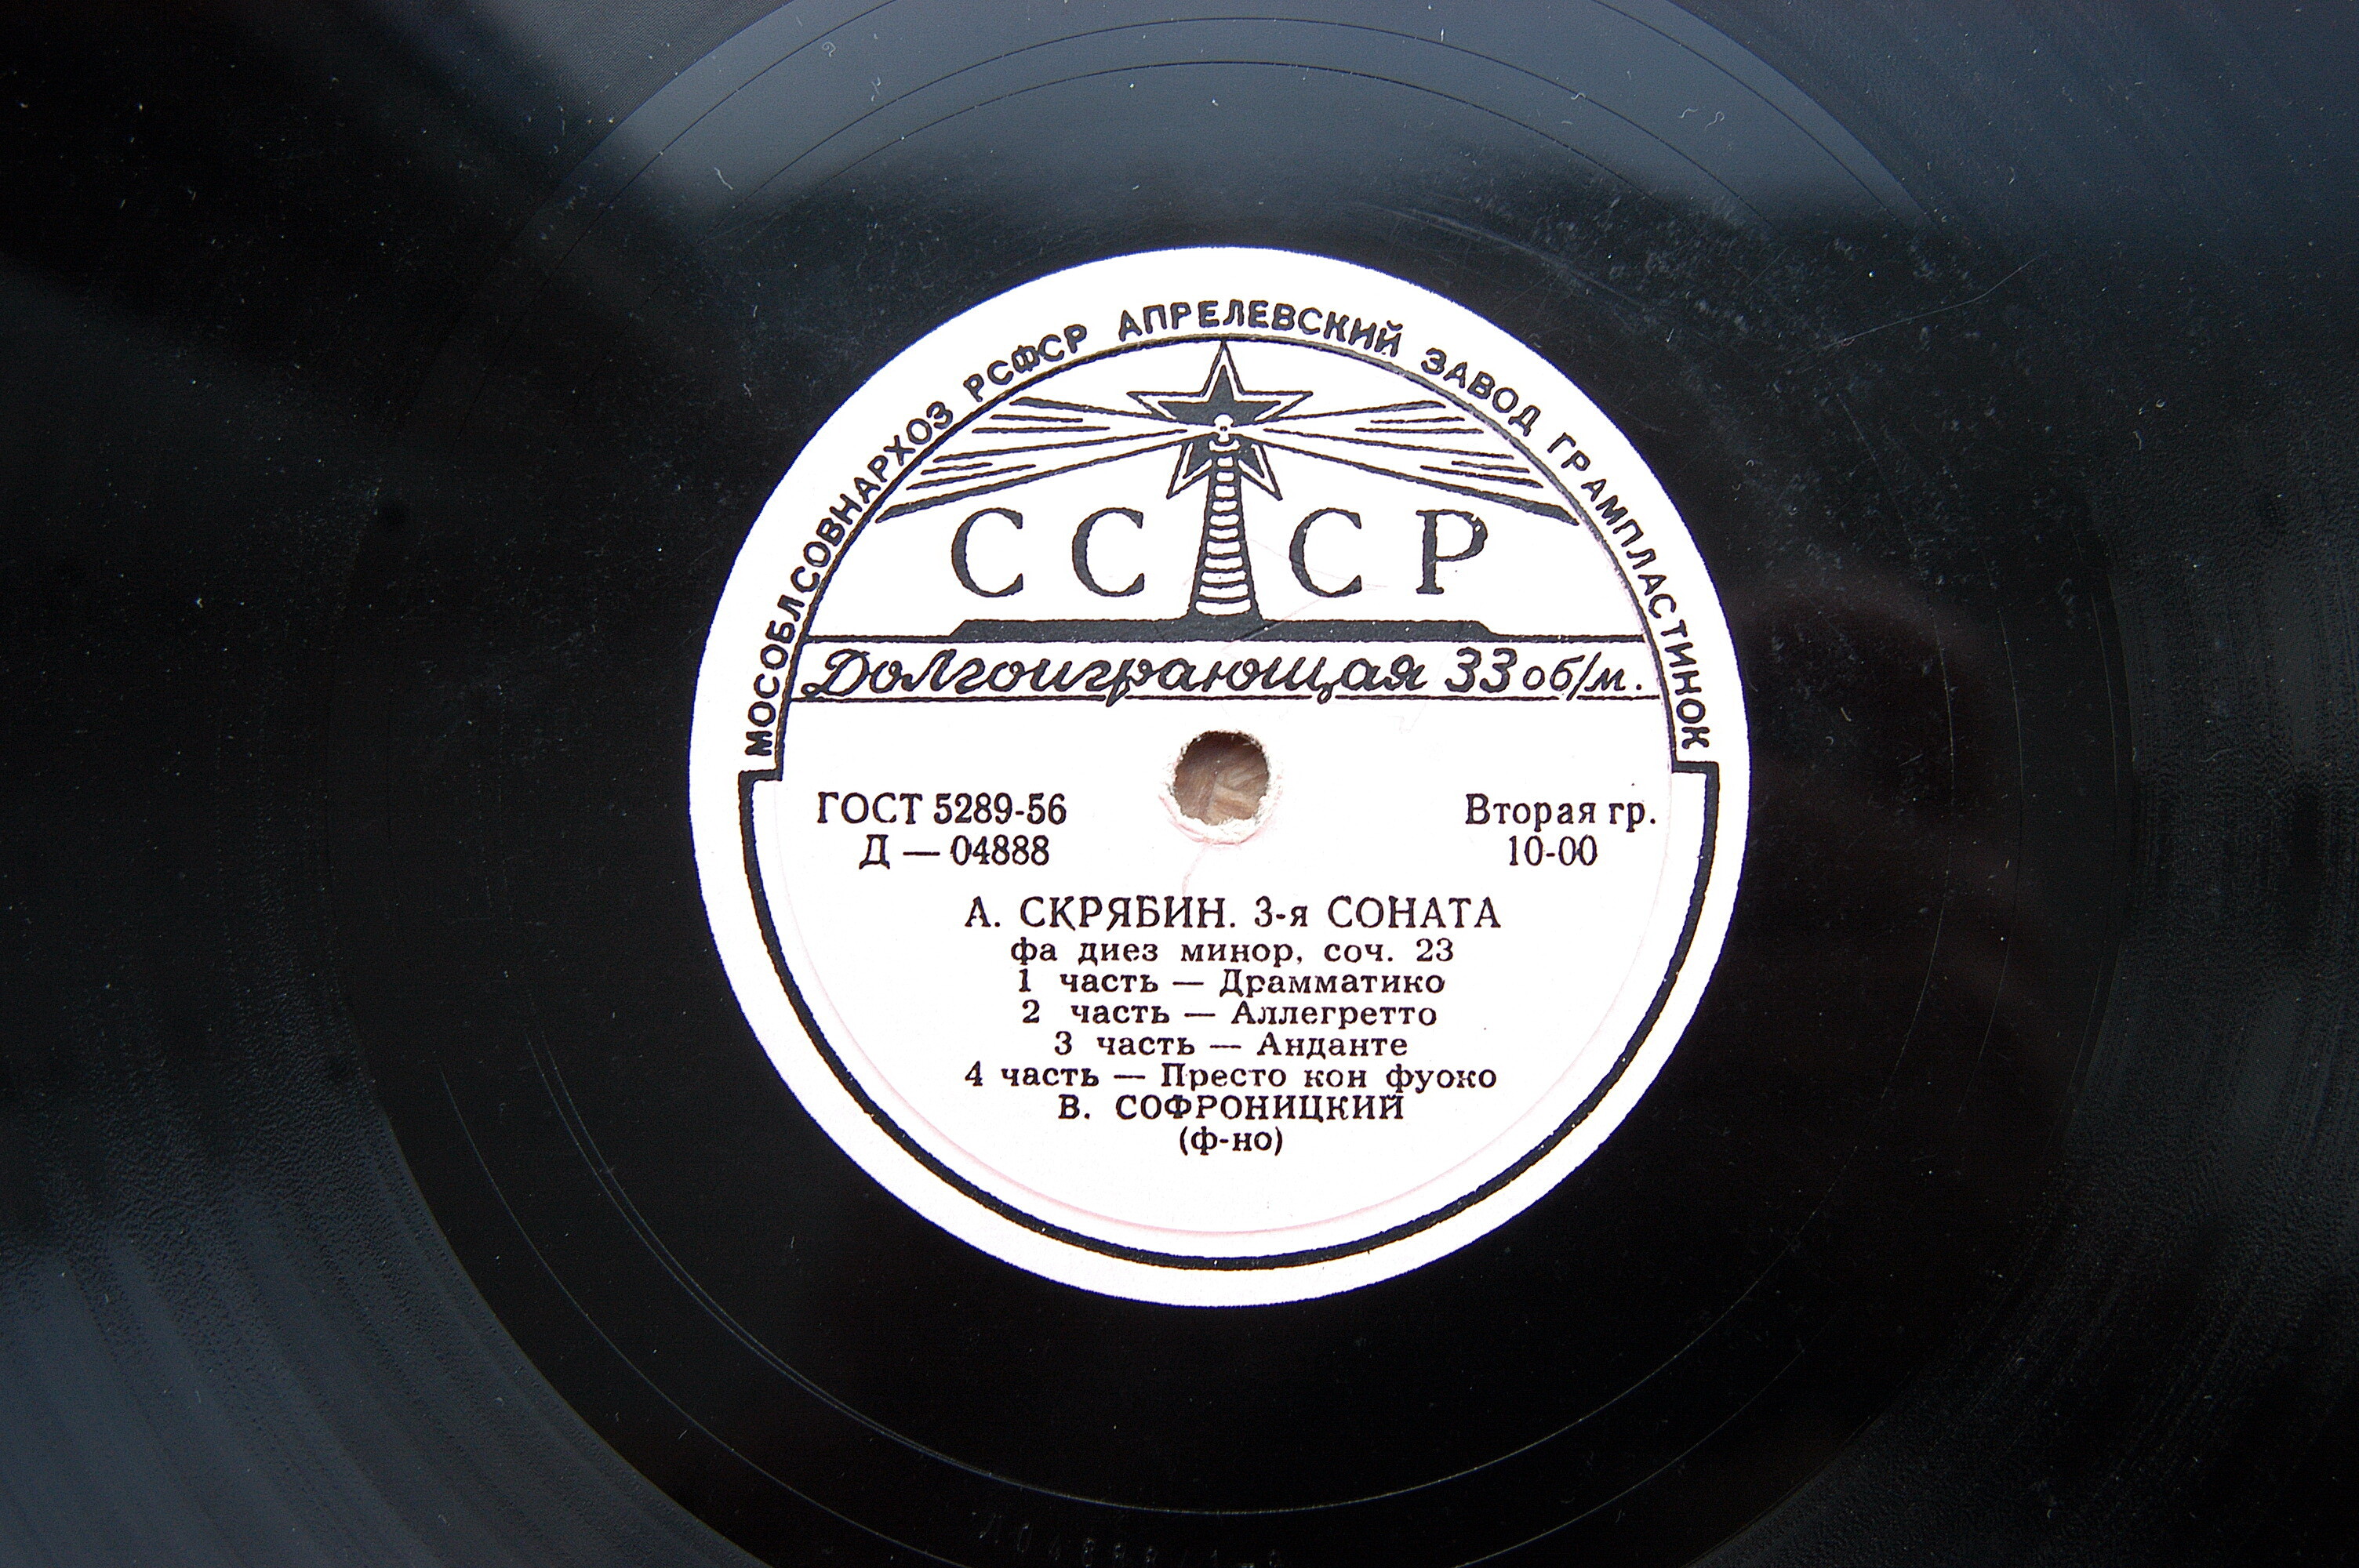 МОСОБЛСОВНАРХОЗ РСФСР АПРЕЛЕВСКИЙ ЗАВОД ГРАМПЛАСТИНОК
СССР
Долгоиграющая 33 об/м.
ГОСТ 5289-56
Д — 04888
Вторая гр.
10-00
А. СКРЯБИН. 3-я СОНАТА
фа диез минор, соч. 23
1 часть — Драмматико
2 часть — Аллегретто
3 часть — Анданте
4 часть — Престо кон фуоко
В. СОФРОНИЦКИЙ
(ф-но)